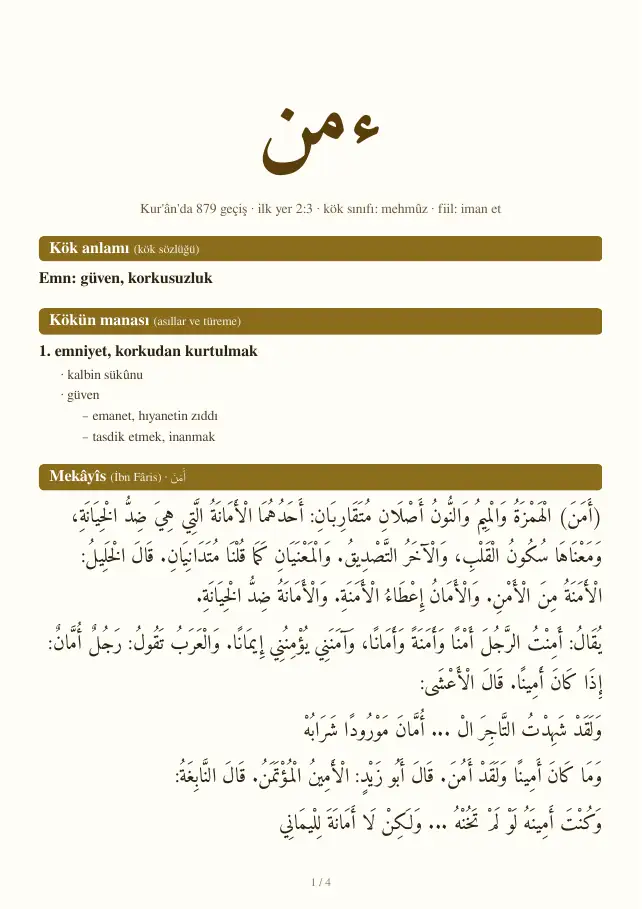 ءمن
Kur'ân'da 879 geçiş · ilk yer 2:3 · kök sınıfı: mehmûz · fiil: iman et
Kök anlamı (kök sözlüğü)
Emn: güven, korkusuzluk
Kökün manası (asıllar ve türeme)
1. emniyet, korkudan kurtulmak
· kalbin sükûnu
· güven
– emanet, hıyanetin zıddı
– tasdik etmek, inanmak
Mekâyîs (İbn Fâris) · أَمَنَ
(أَمَنَ) الْهَمْزَةُ وَالْمِيمُ وَالنُّونُ أَصْلَانِ مُتَقَارِبَانِ: أَحَدُهُمَا الْأَمَانَةُ الَّتِي هِيَ ضِدُّ الْخِيَانَةِ،
وَمَعْنَاهَا سُكُونُ الْقَلْبِ، وَالْآخَرُ التَّصْدِيقُ. وَالْمَعْنَيَانِ كَمَا قُلْنَا مُتَدَانِيَانِ. قَالَ الْخَلِيلُ:
الْأَمَنَةُ مِنَ الْأَمْنِ. وَالْأَمَانُ إِعْطَاءُ الْأَمَنَةِ. وَالْأَمَانَةُ ضِدُّ الْخِيَانَةِ.
يُقَالُ: أَمِنْتُ الرَّجُلَ أَمْنًا وَأَمَنَةً وَأَمَانًا، وَآمَنَنِي يُؤْمِنُنِي إِيمَانًا. وَالْعَرَبُ تَقُولُ: رَجُلٌ أُمَّانٌ:
إِذَا كَانَ أَمِينًا. قَالَ الْأَعْشَى:
وَلَقَدْ شَهِدْتُ التَّاجِرَ الْ ... أُمَّانَ مَوْرُودًا شَرَابُهْ
وَمَا كَانَ أَمِينًا وَلَقَدْ أَمُنَ. قَالَ أَبُو زَيْدٍ: الْأَمِينُ الْمُؤْتَمَنُ. قَالَ النَّابِغَةُ:
وَكُنْتَ أَمِينَهُ لَوْ لَمْ تَخُنْهُ ... وَلَكِنْ لَا أَمَانَةَ لِلْيَمَانِي
1 / 4